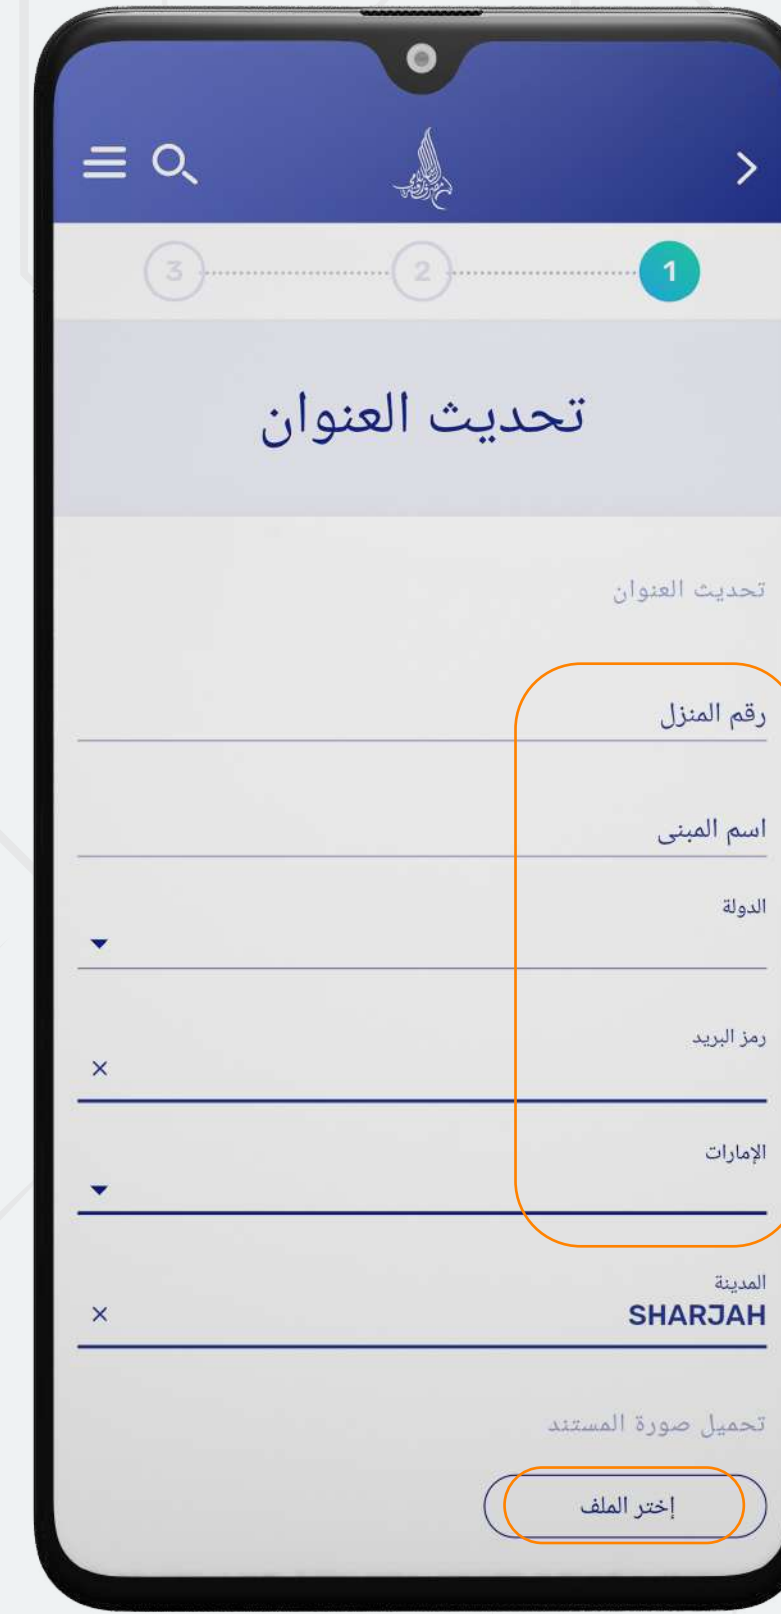 1 2 3
تحديث العنوان
تحديث العنوان
رقم المنزل
اسم المبنى
الدولة
رمز البريد
الإمارات
المدينة
SHARJAH
تحميل صورة المستند
إختر الملف